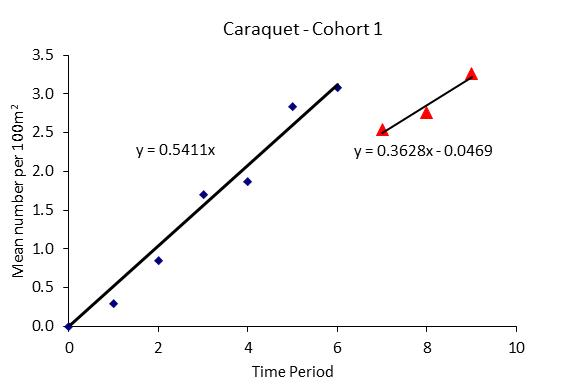 Caraquet - Cohort 1
Mean number per 100m²
3.5
3.0
2.5
2.0
1.5
1.0
0.5
0.0
y = 0.5411x
y = 0.3628x - 0.0469
0 2 4 6 8 10
Time Period